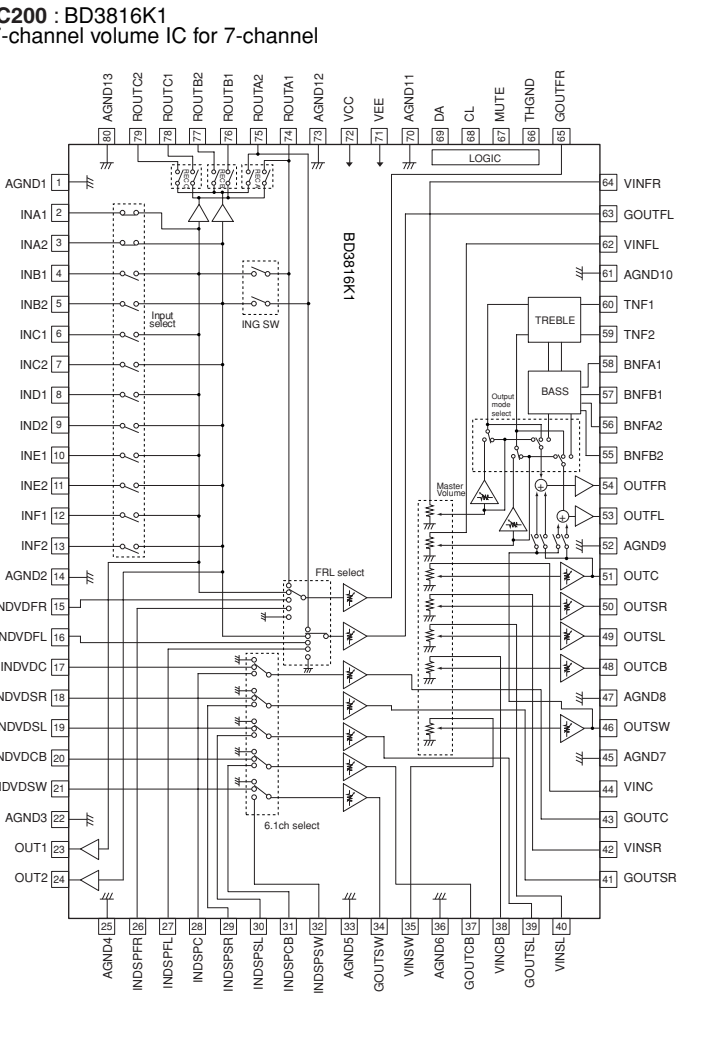 C200 : BD3816K1
-channel volume IC for 7-channel
AGND13
ROUTC2
ROUTC1
ROUTB2
ROUTB1
ROUTA2
ROUTA1
AGND12
VCC
VEE
AGND11
DA
CL
MUTE
THGND
GOUTFR
80 79 78 77 76 75 74 73 72 71 70 69 68 67 66 65
LOGIC
AGND1 1
INA1 2
INA2 3
INB1 4
INB2 5
INC1 6
INC2 7
IND1 8
IND2 9
INE1 10
INE2 11
INF1 12
INF2 13
AGND2 14
NDVDFR 15
NDVDFL 16
INDVDC 17
NDVDSR 18
NDVDSL 19
NDVDCB 20
NDVDSW 21
AGND3 22
OUT1 23
OUT2 24
Input
select
ING SW
BD3816K1
FRL select
6.1ch select
Master
Volume
Output
mode
select
TREBLE
BASS
64 VINFR
63 GOUTFL
62 VINFL
61 AGND10
60 TNF1
59 TNF2
58 BNFA1
57 BNFB1
56 BNFA2
55 BNFB2
54 OUTFR
53 OUTFL
52 AGND9
51 OUTC
50 OUTSR
49 OUTSL
48 OUTCB
47 AGND8
46 OUTSW
45 AGND7
44 VINC
43 GOUTC
42 VINSR
41 GOUTSR
25 26 27 28 29 30 31 32 33 34 35 36 37 38 39 40
AGND4
INDSPFR
INDSPFL
INDSPC
INDSPSR
INDSPSL
INDSPCB
INDSPSW
AGND5
GOUTSW
VINSW
AGND6
GOUTCB
VINCB
GOUTSL
VINSL